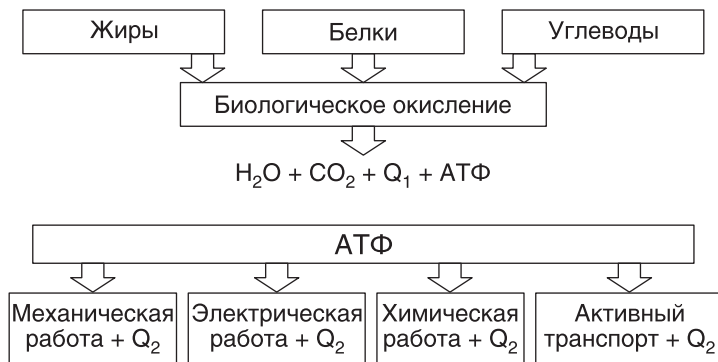 Жиры
Белки
Углеводы
Биологическое окисление
H₂O + CO₂ + Q₁ + АТФ
АТФ
Механическая
работа + Q₂
Электрическая
работа + Q₂
Химическая
работа + Q₂
Активный
транспорт + Q₂